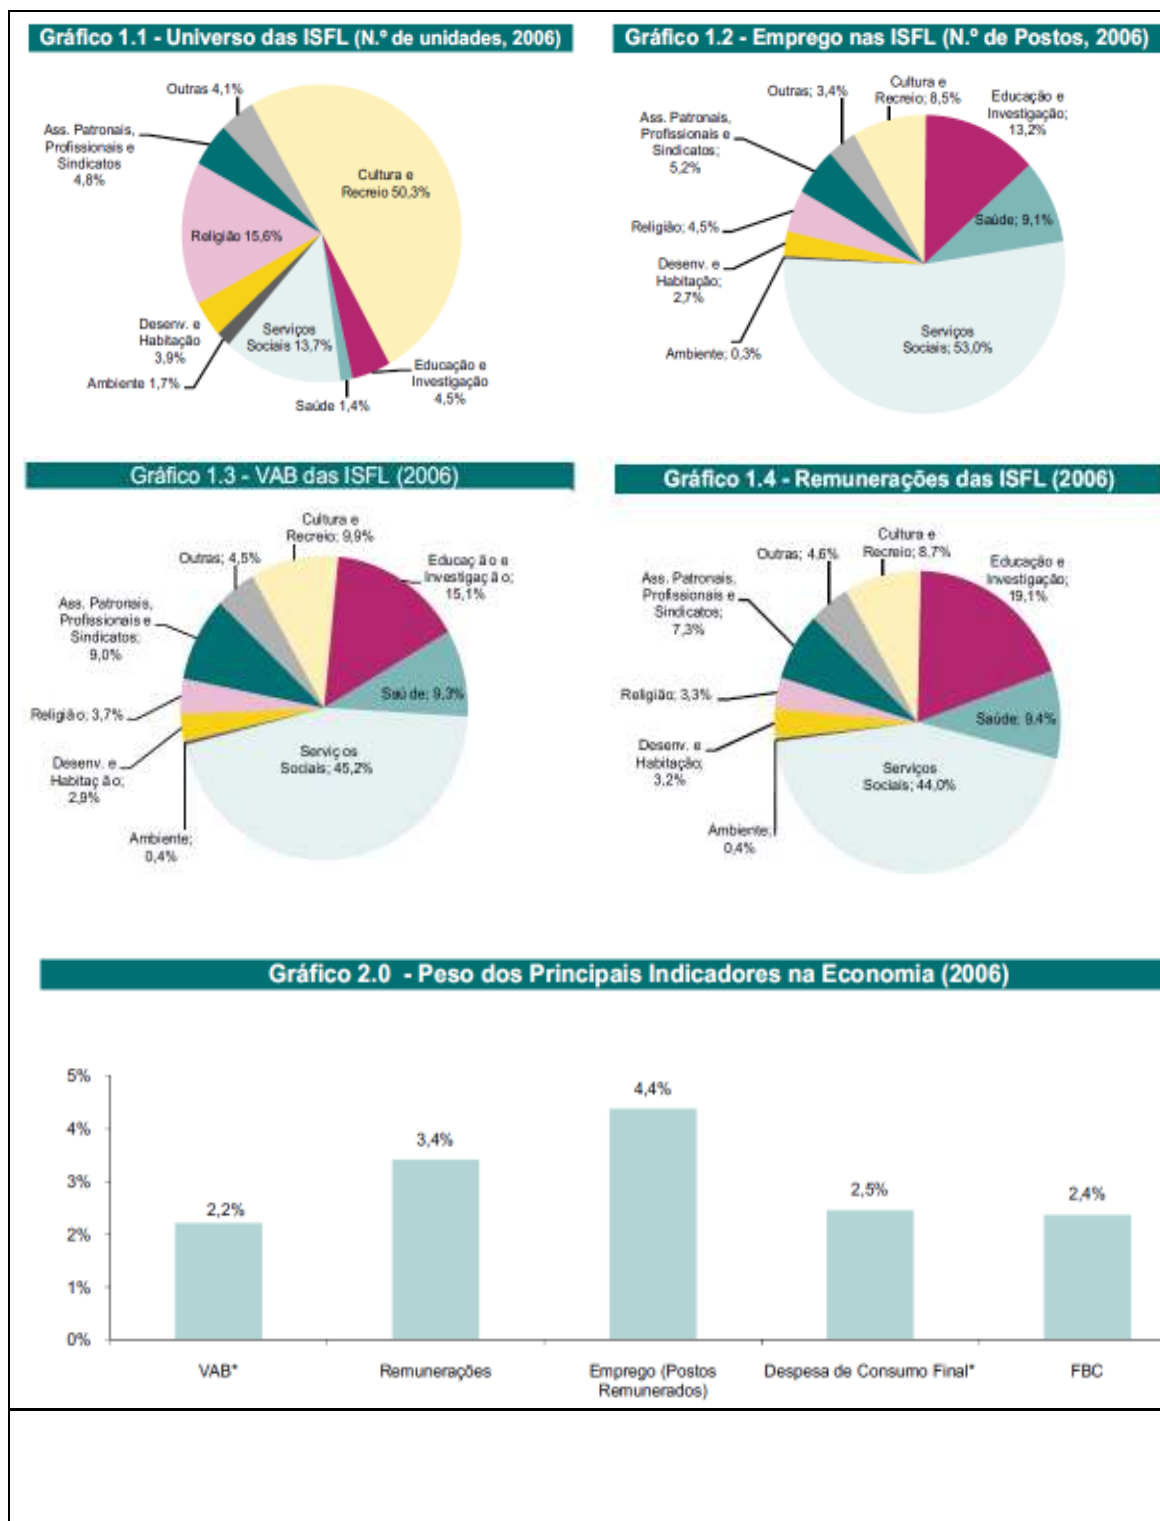 Gráfico 1.1 - Universo das ISFL (N.º de unidades, 2006)
Outras 4,1%
Ass. Patronais,
Profissionais e
Sindicatos
4,8%
Cultura e
Recreio 50,3%
Religião 15,6%
Desenv. e
Habitação
3,9%
Serviços
Sociais 13,7%
Ambiente 1,7%
Saúde 1,4%
Educação e
Investigação
4,5%
Gráfico 1.2 - Emprego nas ISFL (N.º de Postos, 2006)
Cultura e
Recreio; 8,5%
Outras; 3,4%
Educação e
Investigação;
13,2%
Ass. Patronais,
Profissionais e
Sindicatos;
5,2%
Saúde; 9,1%
Religião; 4,5%
Desenv. e
Habitação;
2,7%
Ambiente; 0,3%
Serviços
Sociais; 53,0%
Gráfico 1.3 - VAB das ISFL (2006)
Cultura e
Recreio; 9,9%
Outras; 4,5%
Educaç ão e
Investigaç ão;
15,1%
Ass. Patronais,
Profissionais e
Sindicatos;
9,0%
Saú de; 9,3%
Religião; 3,7%
Desenv. e
Habitaç ão;
2,9%
Serviç os
Sociais; 45,2%
Ambiente;
0,4%
Gráfico 1.4 - Remunerações das ISFL (2006)
Cultura e
Recreio; 8,7%
Outras; 4,6%
Educação e
Investigação;
19,1%
Ass. Patronais,
Profissionais e
Sindicatos;
7,3%
Religião; 3,3%
Saúde; 9,4%
Desenv. e
Habitação;
3,2%
Serviços
Sociais; 44,0%
Ambiente;
0,4%
Gráfico 2.0 - Peso dos Principais Indicadores na Economia (2006)
5%
4%
3%
2%
1%
0%
2,2%
3,4%
4,4%
2,5%
2,4%
VAB*
Remunerações
Emprego (Postos
Remunerados)
Despesa de Consumo Final*
FBC